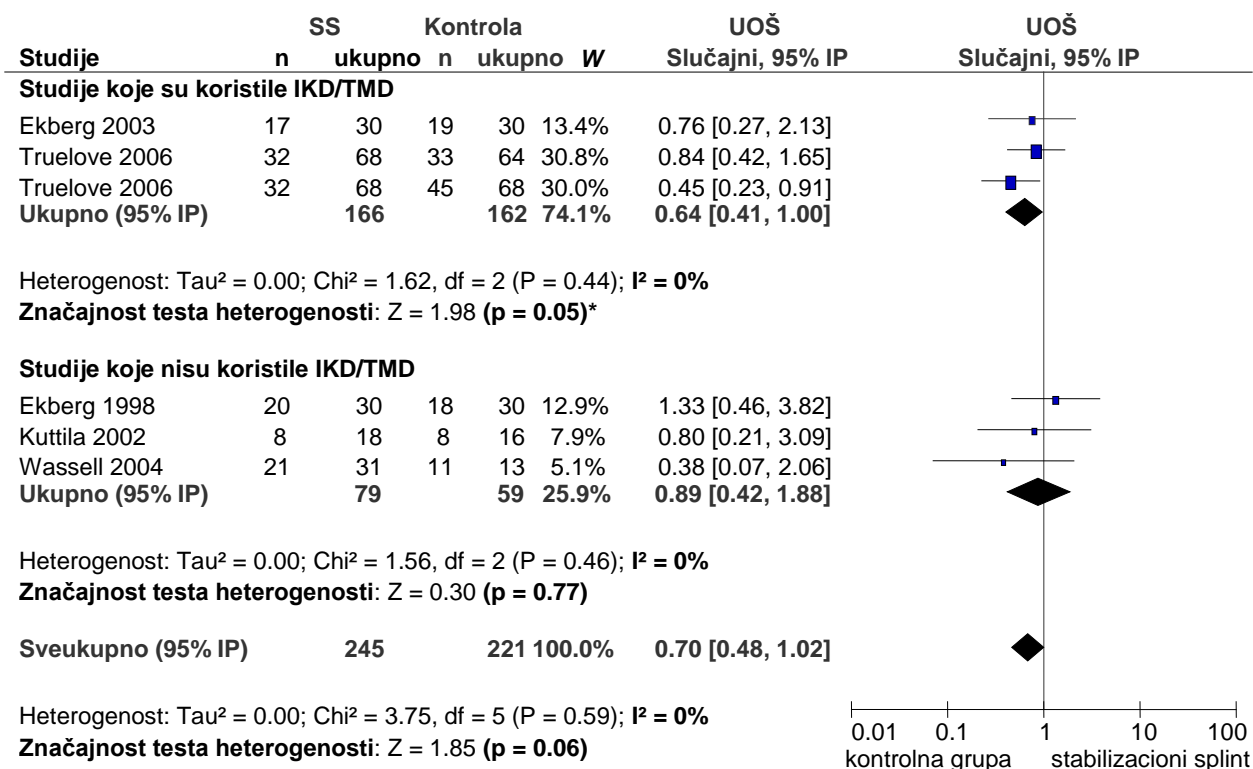 SS Kontrola UOŠ UOŠ
Studije n ukupno n ukupno W Slučajni, 95% IP Slučajni, 95% IP
Studije koje su koristile IKD/TMD
Ekberg 2003 17 30 19 30 13.4% 0.76 [0.27, 2.13]
Truelove 2006 32 68 33 64 30.8% 0.84 [0.42, 1.65]
Truelove 2006 32 68 45 68 30.0% 0.45 [0.23, 0.91]
Ukupno (95% IP) 166 162 74.1% 0.64 [0.41, 1.00]
Heterogenost: Tau² = 0.00; Chi² = 1.62, df = 2 (P = 0.44); I² = 0%
Značajnost testa heterogenosti: Z = 1.98 (p = 0.05)*
Studije koje nisu koristile IKD/TMD
Ekberg 1998 20 30 18 30 12.9% 1.33 [0.46, 3.82]
Kuttila 2002 8 18 8 16 7.9% 0.80 [0.21, 3.09]
Wassell 2004 21 31 11 13 5.1% 0.38 [0.07, 2.06]
Ukupno (95% IP) 79 59 25.9% 0.89 [0.42, 1.88]
Heterogenost: Tau² = 0.00; Chi² = 1.56, df = 2 (P = 0.46); I² = 0%
Značajnost testa heterogenosti: Z = 0.30 (p = 0.77)
Sveukupno (95% IP) 245 221 100.0% 0.70 [0.48, 1.02]
Heterogenost: Tau² = 0.00; Chi² = 3.75, df = 5 (P = 0.59); I² = 0%
Značajnost testa heterogenosti: Z = 1.85 (p = 0.06)
0.01 0.1 1 10 100
kontrolna grupa stabilizacioni splint